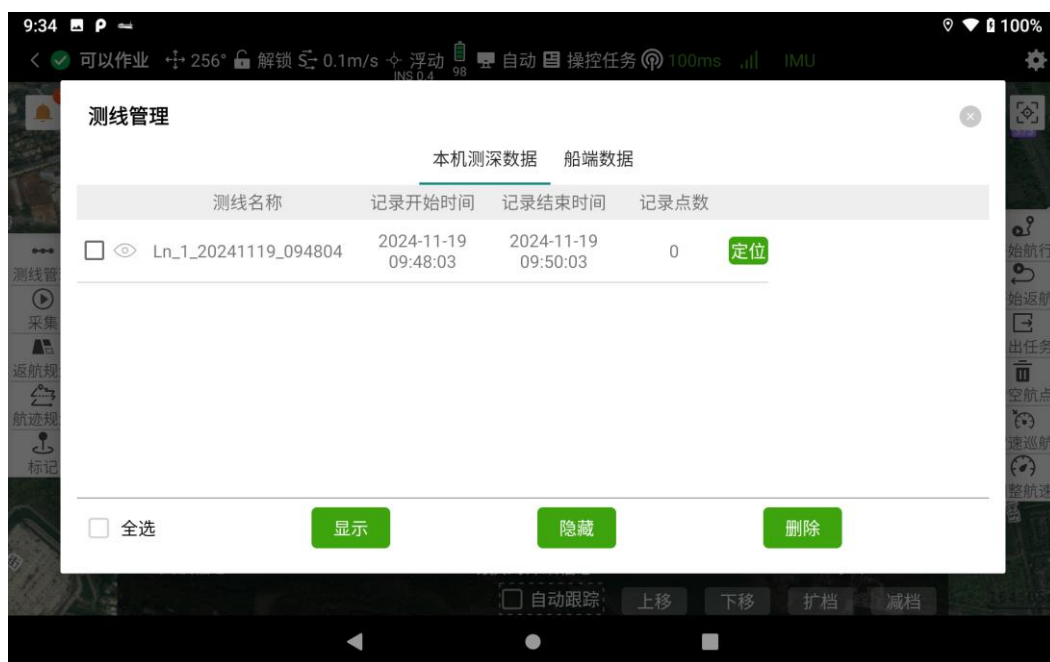 9:34
100%
可以作业 256° 解锁 0.1m/s 浮动 98 自动 操控任务 100ms IMU
INS 0.4
测线管理
本机测深数据 船端数据
测线名称 记录开始时间 记录结束时间 记录点数
Ln_1_20241119_094804 2024-11-19 09:48:03 2024-11-19 09:50:03 0 定位
测线管
采集
返航规
航迹规
标记
始航行
始返航
出任务
空航点
速巡航
整航速
全选 显示 隐藏 删除
自动跟踪 上移 下移 扩档 减档